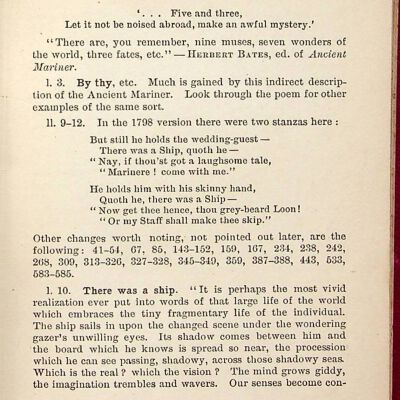 '. . . Five and three,
Let it not be noised abroad, make an awful mystery.'
"There are, you remember, nine muses, seven wonders of
the world, three fates, etc." — HERBERT BATES, ed. of Ancient
Mariner.
l. 3. By thy, etc. Much is gained by this indirect descrip-
tion of the Ancient Mariner. Look through the poem for other
examples of the same sort.
ll. 9-12. In the 1798 version there were two stanzas here :
But still he holds the wedding-guest —
There was a Ship, quoth he —
"Nay, if thou'st got a laughsome tale,
"Marinere ! come with me."
He holds him with his skinny hand,
Quoth he, there was a Ship —
"Now get thee hence, thou grey-beard Loon!
"Or my Staff shall make thee skip."
Other changes worth noting, not pointed out later, are the
following: 41-54, 67, 85, 143-152, 159, 167, 234, 238, 242,
268, 309, 313-326, 327-328, 345-349, 359, 387-388, 443, 533,
583-585.
l. 10. There was a ship. "It is perhaps the most vivid
realization ever put into words of that large life of the world
which embraces the tiny fragmentary life of the individual.
The ship sails in upon the changed scene under the wondering
gazer's unwilling eyes. Its shadow comes between him and
the board which he knows is spread so near, the procession
which he can see passing, shadowy, across those shadowy seas.
Which is the real ? which the vision ? The mind grows giddy,
the imagination trembles and wavers. Our senses become con-